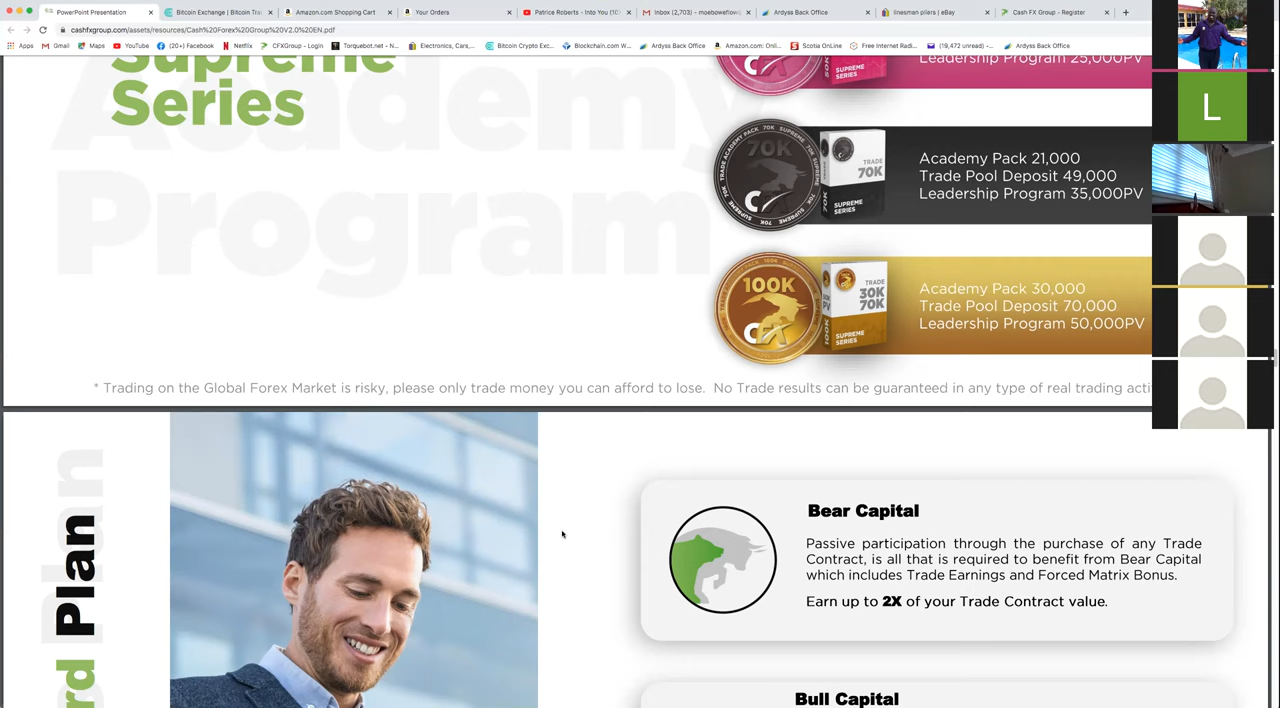 PowerPoint Presentation
Bitcoin Exchange | Bitcoin Tra
Amazon.com Shopping Cart
Your Orders
Patrice Roberts - Into You (10
Inbox (2,703) - moeboweflow
Ardyss Back Office
linesman pliers | eBay
Cash FX Group - Register
cashfxgroup.com/assets/resources/Cash%20Forex%20Group%20V2.0%20EN.pdf
Apps
Gmail
Maps
YouTube
(20+) Facebook
Netflix
CFXGroup - Login
Torquebot.net - N...
Electronics, Cars,...
Bitcoin Crypto Exc...
Blockchain.com W...
Ardyss Back Office
Amazon.com: Onli...
Scotia OnLine
Free Internet Radi...
(19,472 unread) -...
Ardyss Back Office
Supreme
Series
Academy
Program
SUPREME
SERIES
Leadership Program 25,000PV
70K
TRADE
70K
SUPREME
SERIES
Academy Pack 21,000
Trade Pool Deposit 49,000
Leadership Program 35,000PV
100K
CFX
TRADE
30K
70K
SUPREME
SERIES
Academy Pack 30,000
Trade Pool Deposit 70,000
Leadership Program 50,000PV
* Trading on the Global Forex Market is risky, please only trade money you can afford to lose. No Trade results can be guaranteed in any type of real trading acti
L
rd Plan
Plan
Bear Capital
Passive participation through the purchase of any Trade
Contract, is all that is required to benefit from Bear Capital
which includes Trade Earnings and Forced Matrix Bonus.
Earn up to 2X of your Trade Contract value.
Bull Capital